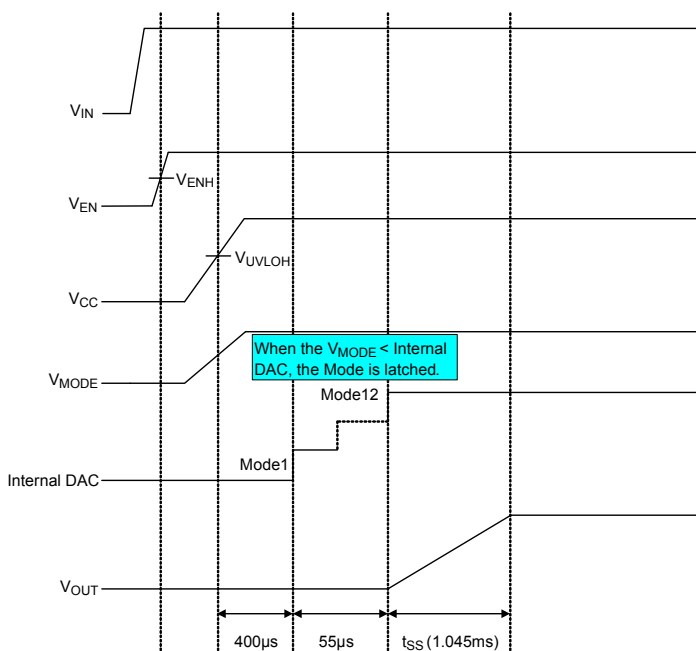 VIN
VENH
VEN
VUVLOH
VCC
When the VMODE < Internal
DAC, the Mode is latched.
VMODE
Mode12
Mode1
Internal DAC
VOUT
400µs
55µs
tSS (1.045ms)